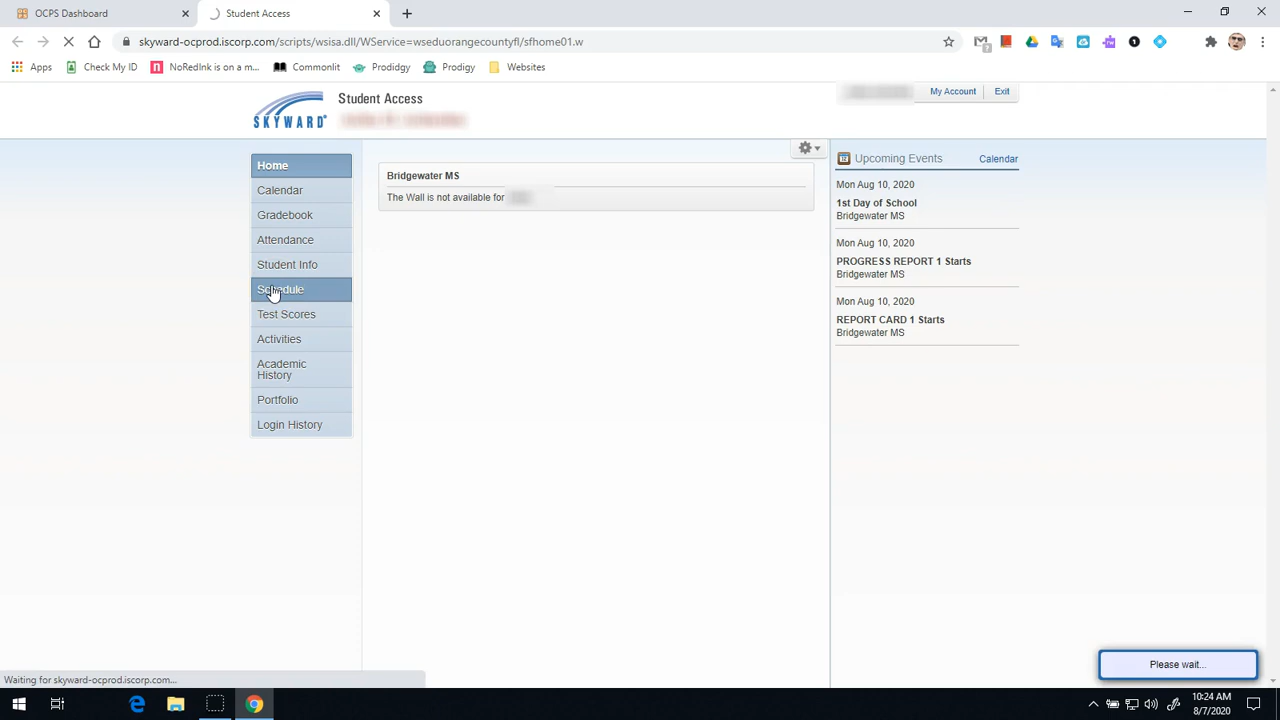 OCPS Dashboard
Student Access
skyward-ocprod.iscorp.com/scripts/wsisa.dll/WService=wseduorangecountyfl/sfhome01.w
Apps
Check My ID
NoRedInk is on a m...
Commonlit
Prodidgy
Prodigy
Websites
SKYWARD
Student Access
My Account
Exit
Home
Calendar
Gradebook
Attendance
Student Info
Schedule
Test Scores
Activities
Academic
History
Portfolio
Login History
Bridgewater MS
The Wall is not available for
Upcoming Events
Calendar
Mon Aug 10, 2020
1st Day of School
Bridgewater MS
Mon Aug 10, 2020
PROGRESS REPORT 1 Starts
Bridgewater MS
Mon Aug 10, 2020
REPORT CARD 1 Starts
Bridgewater MS
Please wait...
Waiting for skyward-ocprod.iscorp.com...
10:24 AM
8/7/2020